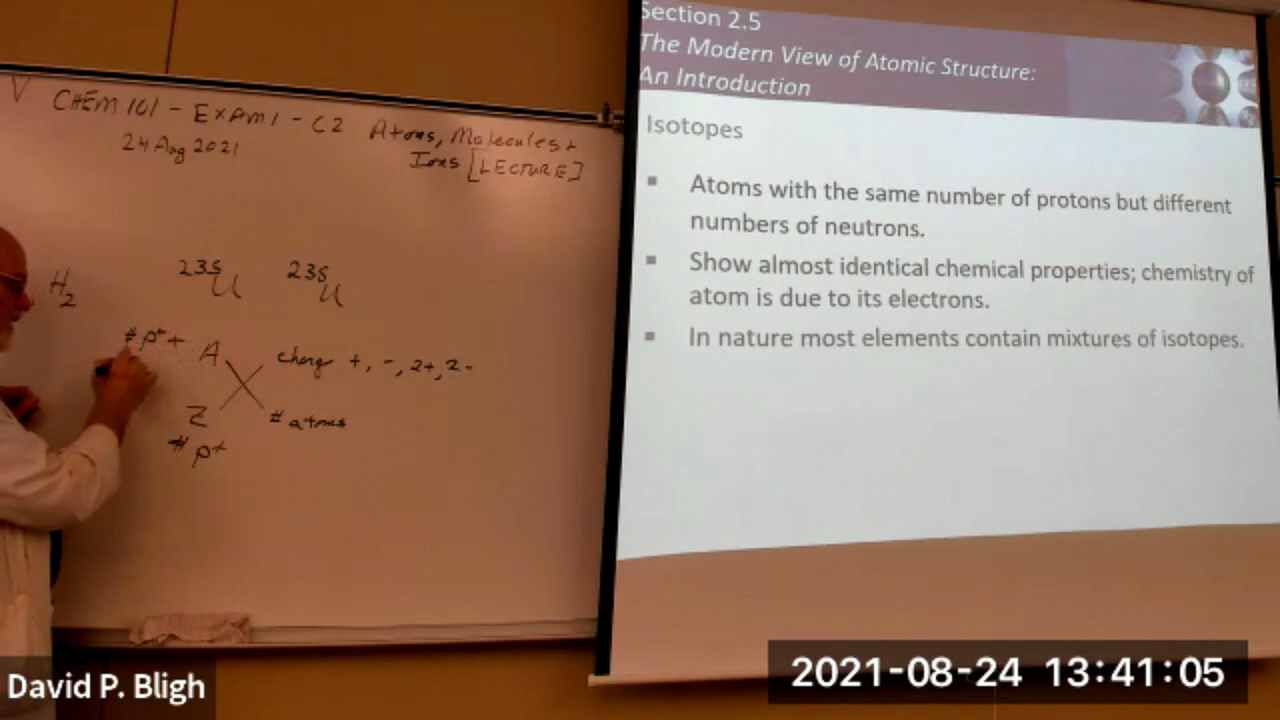 CHEM 101 - EXAM 1 - C2 Atoms, Molecules +
Ions [LECTURE]
24 Aug 2021
H2
235U 238U
# p+ +
A
charge +, -, 2+, 2-
Z
# atoms
# p+
Section 2.5
The Modern View of Atomic Structure:
An Introduction
Isotopes
▪ Atoms with the same number of protons but different
numbers of neutrons.
▪ Show almost identical chemical properties; chemistry of
atom is due to its electrons.
▪ In nature most elements contain mixtures of isotopes.
David P. Bligh
2021-08-24 13:41:05